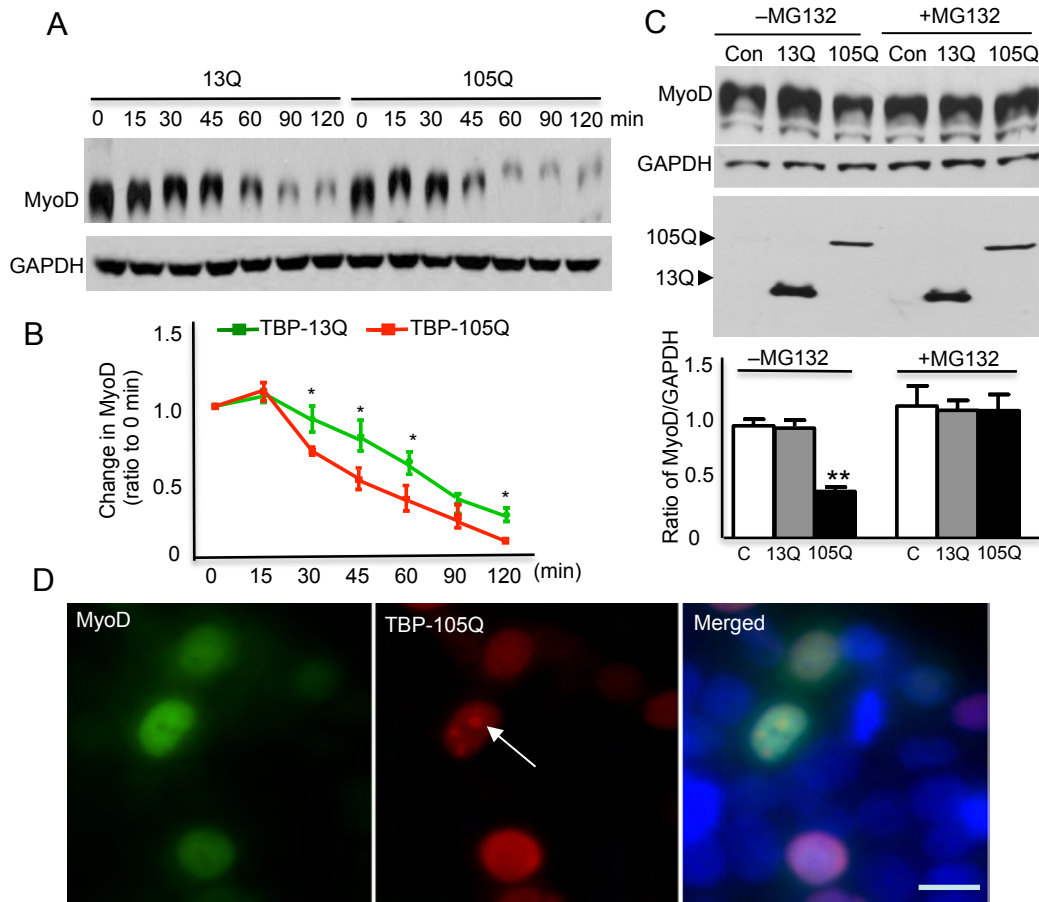 A
13Q 105Q
0 15 30 45 60 90 120 0 15 30 45 60 90 120 min
MyoD
GAPDH
B
TBP-13Q TBP-105Q
Change in MyoD
(ratio to 0 min)
1.5
1.0
0.5
0
* * * *
0 15 30 45 60 90 120 (min)
C
–MG132 +MG132
Con 13Q 105Q Con 13Q 105Q
MyoD
GAPDH
105Q
13Q
Ratio of MyoD/GAPDH
1.5
1.0
0.5
0
–MG132 +MG132
**
C 13Q 105Q C 13Q 105Q
D
MyoD TBP-105Q Merged